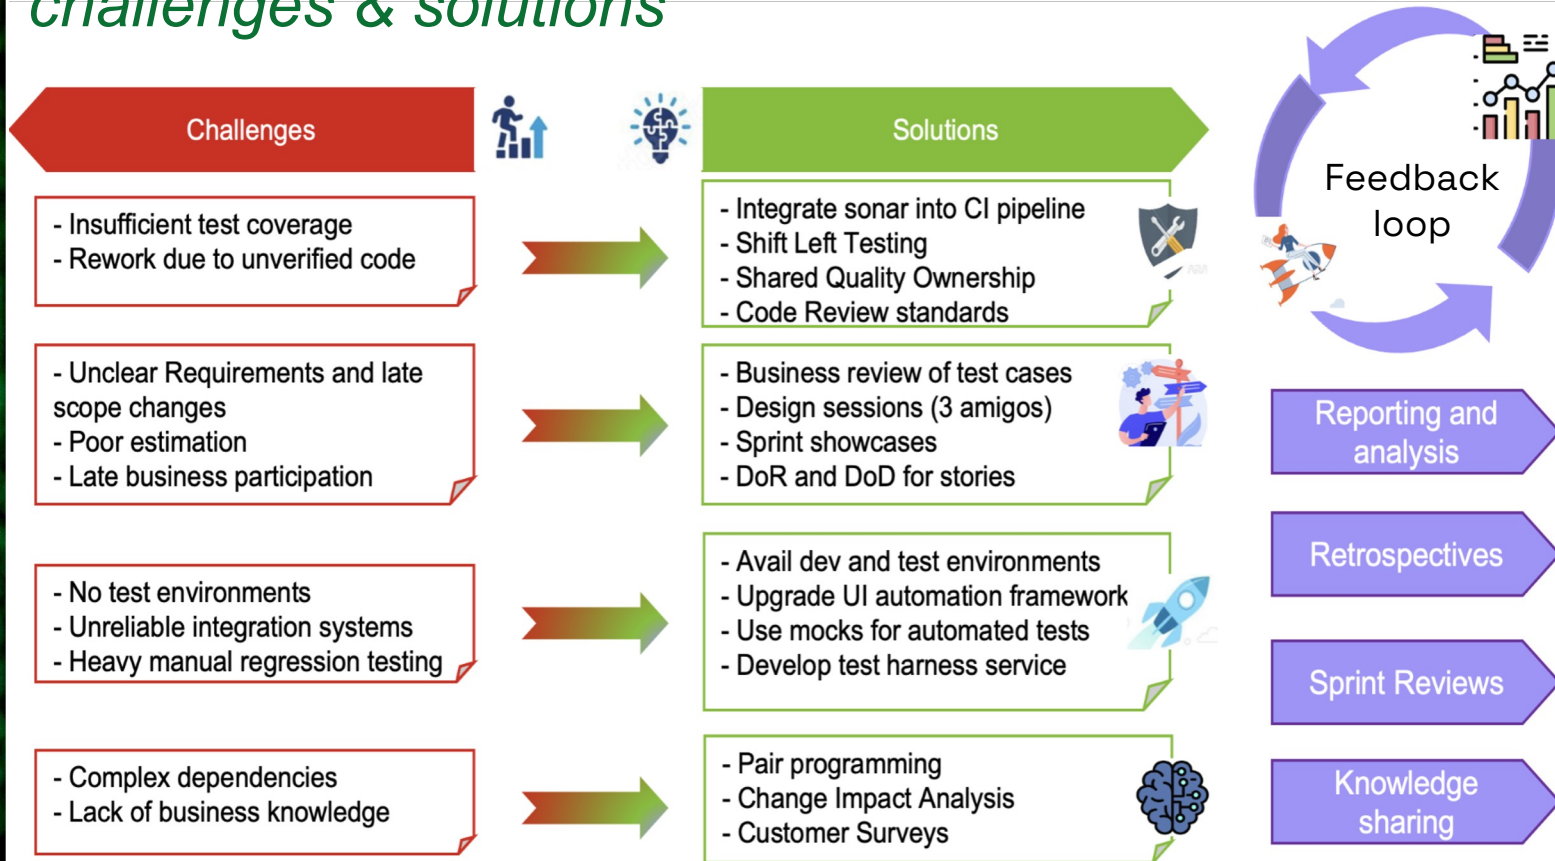 challenges & solutions
Challenges
Solutions
- Insufficient test coverage
- Rework due to unverified code
- Integrate sonar into CI pipeline
- Shift Left Testing
- Shared Quality Ownership
- Code Review standards
- Unclear Requirements and late
scope changes
- Poor estimation
- Late business participation
- Business review of test cases
- Design sessions (3 amigos)
- Sprint showcases
- DoR and DoD for stories
- No test environments
- Unreliable integration systems
- Heavy manual regression testing
- Avail dev and test environments
- Upgrade UI automation framework
- Use mocks for automated tests
- Develop test harness service
- Complex dependencies
- Lack of business knowledge
- Pair programming
- Change Impact Analysis
- Customer Surveys
Feedback
loop
Reporting and
analysis
Retrospectives
Sprint Reviews
Knowledge
sharing